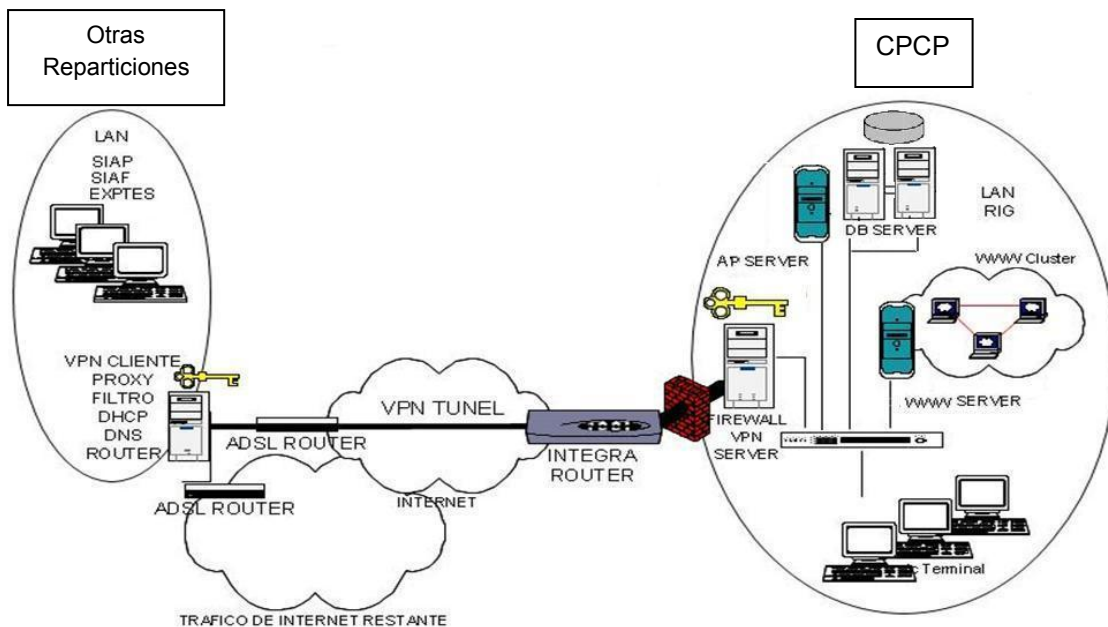 Otras
Reparticiones
CPCP
LAN
SIAP
SIAF
EXPTES
VPN CLIENTE
PROXY
FILTRO
DHCP
DNS
ROUTER
ADSL ROUTER
ADSL ROUTER
VPN TUNEL
INTERNET
TRAFICO DE INTERNET RESTANTE
INTEGRA
ROUTER
FIREWALL
VPN
SERVER
AP SERVER
DB SERVER
LAN
RIG
WWW Cluster
WWW SERVER
Terminal